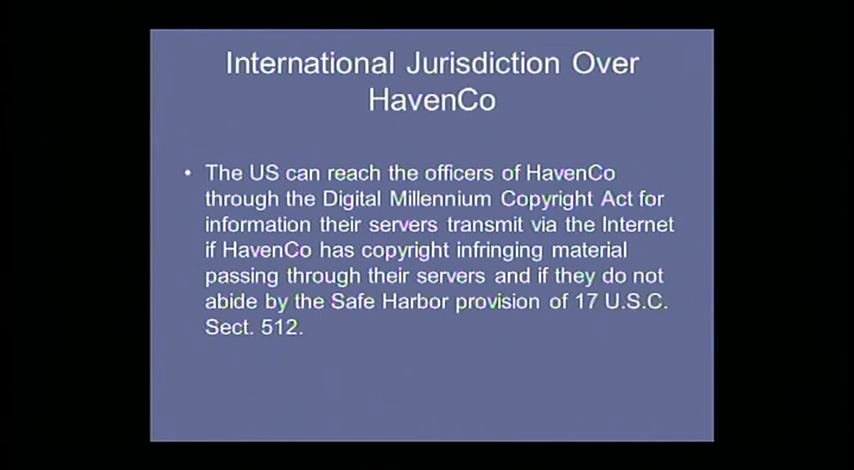 International Jurisdiction Over
HavenCo
• The US can reach the officers of HavenCo
through the Digital Millennium Copyright Act for
information their servers transmit via the Internet
if HavenCo has copyright infringing material
passing through their servers and if they do not
abide by the Safe Harbor provision of 17 U.S.C.
Sect. 512.